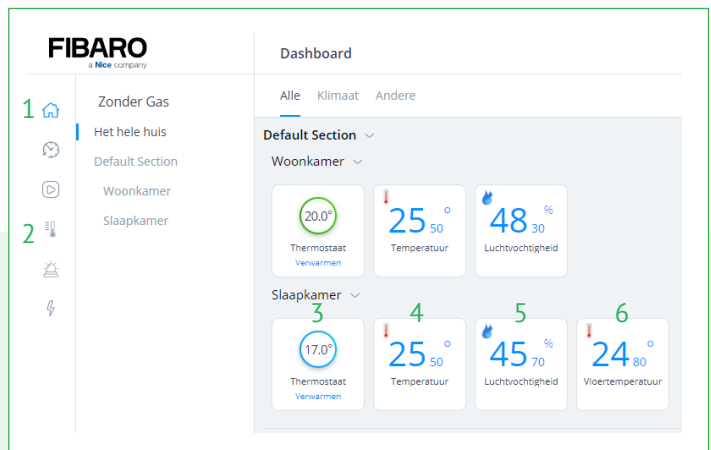 FIBARO
a Nice company
Dashboard
1
Zonder Gas
Het hele huis
Default Section
Woonkamer
Slaapkamer
2
Alle Klimaat Andere
Default Section
Woonkamer
20.0°
Thermostaat
Verwarmen
25 50 °
Temperatuur
48 30 %
Luchtvochtigheid
Slaapkamer
3
17.0°
Thermostaat
Verwarmen
4
25 50 °
Temperatuur
5
45 70 %
Luchtvochtigheid
6
24 80 °
Vloertemperatuur